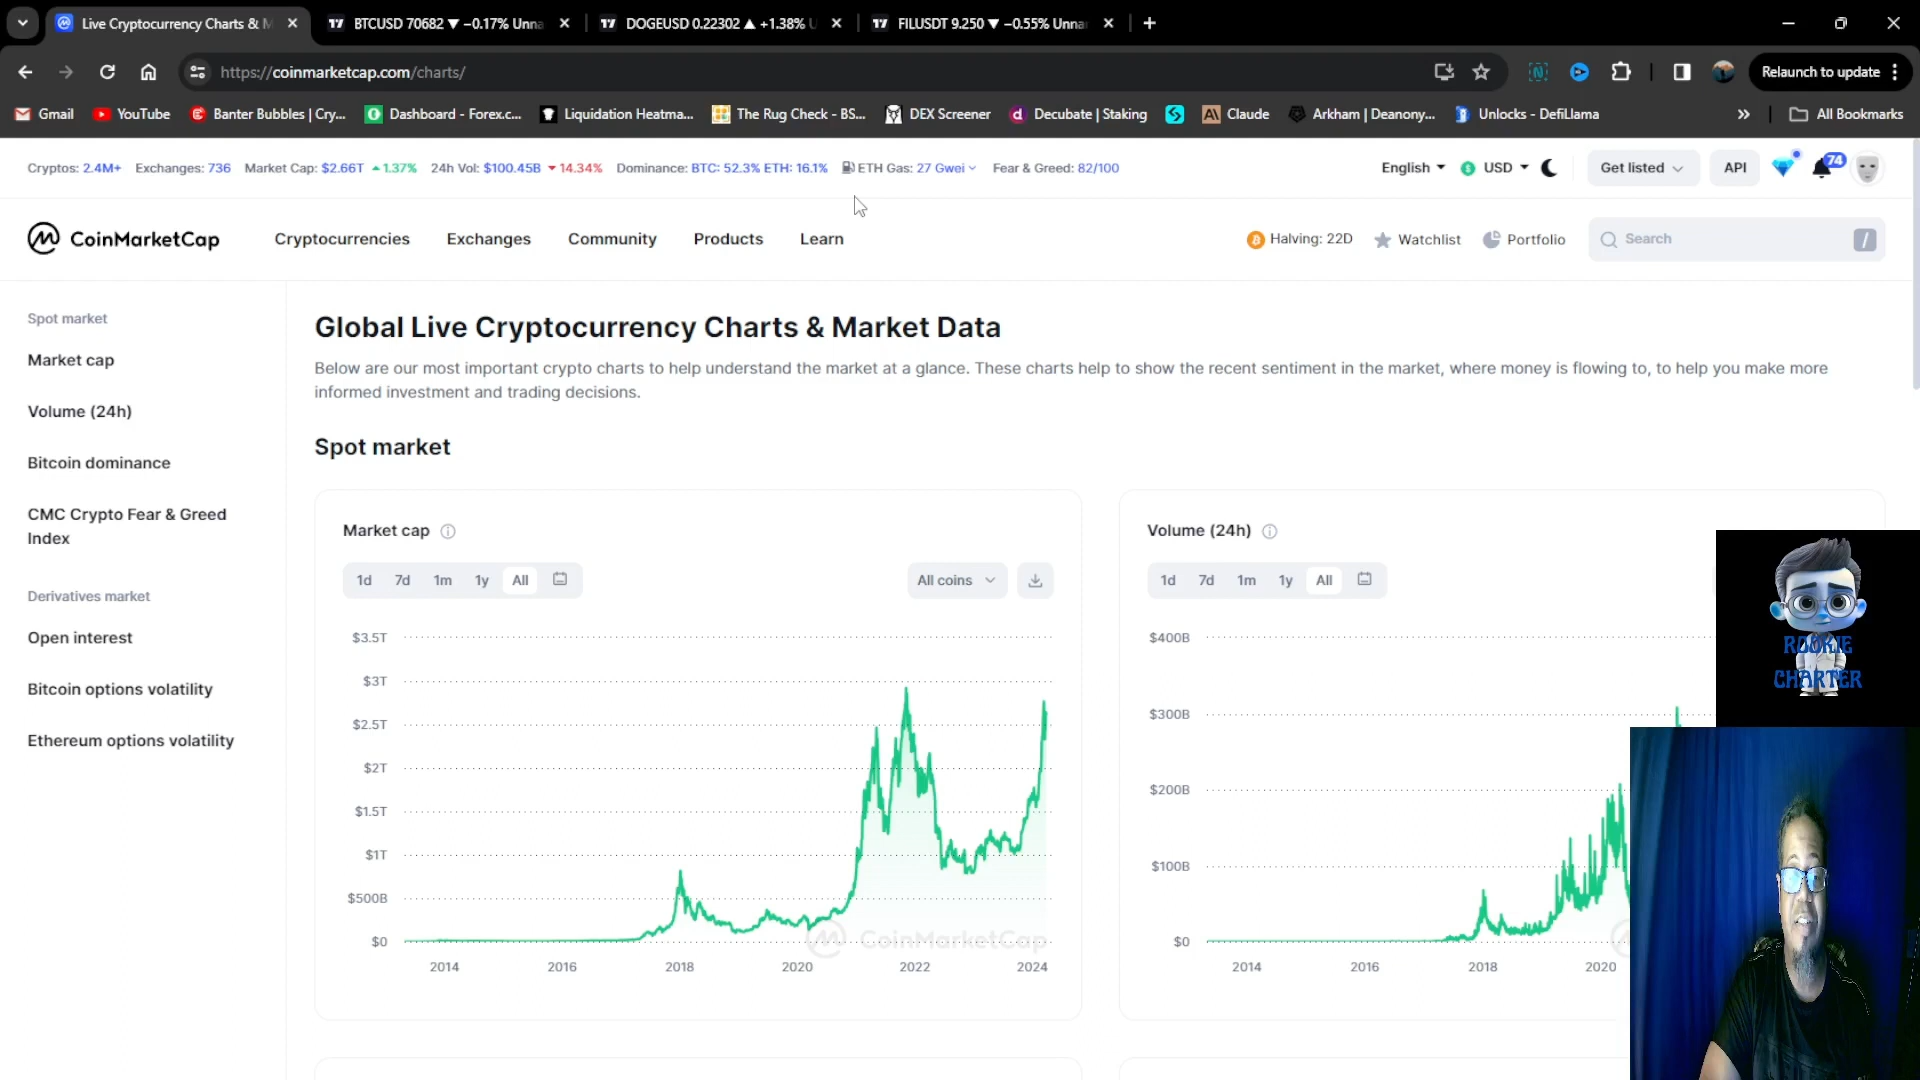 Live Cryptocurrency Charts & M
BTCUSD 70682 ▼ −0.17% Unna
DOGEUSD 0.22302 ▲ +1.38% U
FILUSDT 9.250 ▼ −0.55% Unna
https://coinmarketcap.com/charts/
Relaunch to update
Gmail
YouTube
Banter Bubbles | Cry...
Dashboard - Forex.c...
Liquidation Heatma...
The Rug Check - BS...
DEX Screener
Decubate | Staking
Claude
Arkham | Deanony...
Unlocks - DefiLlama
»
All Bookmarks
Cryptos: 2.4M+ Exchanges: 736 Market Cap: $2.66T ▲ 1.37% 24h Vol: $100.45B ▼ 14.34% Dominance: BTC: 52.3% ETH: 16.1% ETH Gas: 27 Gwei Fear & Greed: 82/100
English
USD
Get listed
API
74
CoinMarketCap
Cryptocurrencies
Exchanges
Community
Products
Learn
Halving: 22D
Watchlist
Portfolio
Search
/
Spot market
Market cap
Volume (24h)
Bitcoin dominance
CMC Crypto Fear & Greed
Index
Derivatives market
Open interest
Bitcoin options volatility
Ethereum options volatility
Global Live Cryptocurrency Charts & Market Data
Below are our most important crypto charts to help understand the market at a glance. These charts help to show the recent sentiment in the market, where money is flowing to, to help you make more
informed investment and trading decisions.
Spot market
Market cap
1d 7d 1m 1y All
All coins
$3.5T
$3T
$2.5T
$2T
$1.5T
$1T
$500B
$0
CoinMarketCap
2014 2016 2018 2020 2022 2024
Volume (24h)
1d 7d 1m 1y All
$400B
$300B
$200B
$100B
$0
2014 2016 2018 2020
ROOKIE
CHARTER